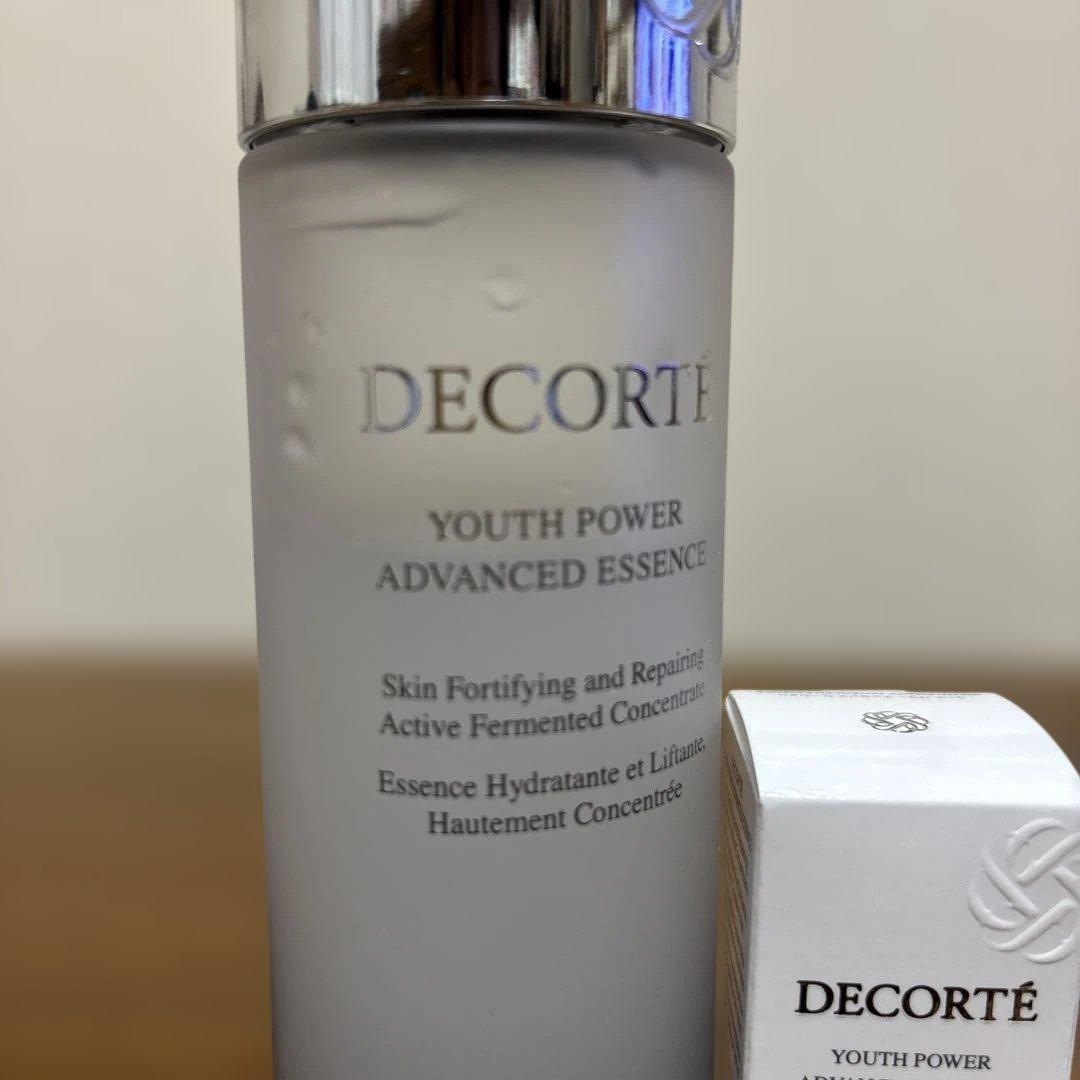 DECORTÉ
YOUTH POWER
ADVANCED ESSENCE
Skin Fortifying and Repairing
Active Fermented Concentrate
Essence Hydratante et Liftante,
Hautement Concentrée
DECORTÉ
YOUTH POWER